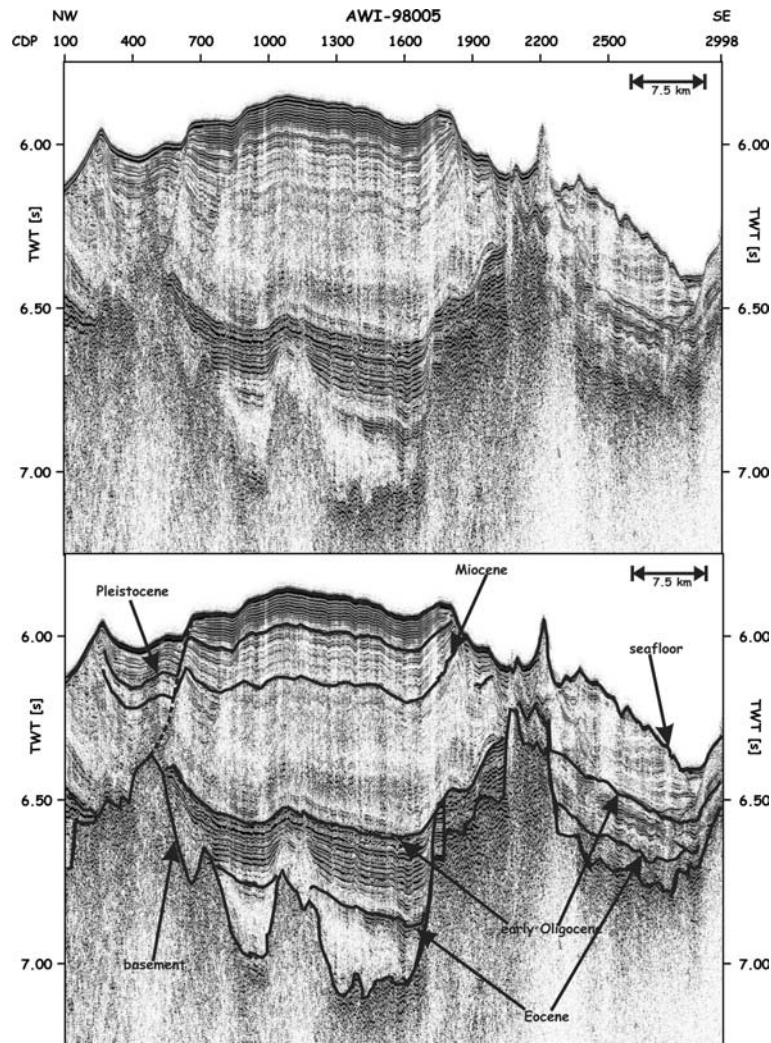 NW AWI-98005 SE
CDP 100 400 700 1000 1300 1600 1900 2200 2500 2998
7.5 km
6.00 6.00
TWT [s] TWT [s]
6.50 6.50
7.00 7.00
7.5 km
Miocene
Pleistocene
6.00 6.00
seafloor
TWT [s] TWT [s]
6.50 6.50
early Oligocene
basement
7.00 7.00
Eocene